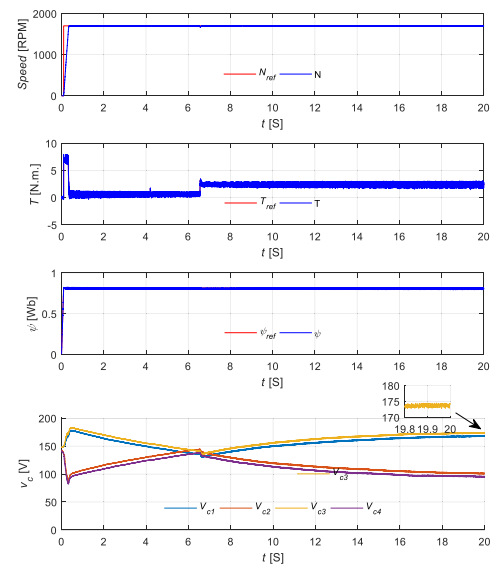 2000
1000
0
Speed [RPM]
N_ref N
0 2 4 6 8 10 12 14 16 18 20
t [S]
10
5
0
-5
T [N.m.]
T_ref T
0 2 4 6 8 10 12 14 16 18 20
t [S]
1
0.5
0
ψ [Wb]
ψ_ref ψ
0 2 4 6 8 10 12 14 16 18 20
t [S]
180
175
170
19.8 19.9 20
200
150
100
50
0
v_c [V]
V_c3
V_c1 V_c2 V_c3 V_c4
0 2 4 6 8 10 12 14 16 18 20
t [S]